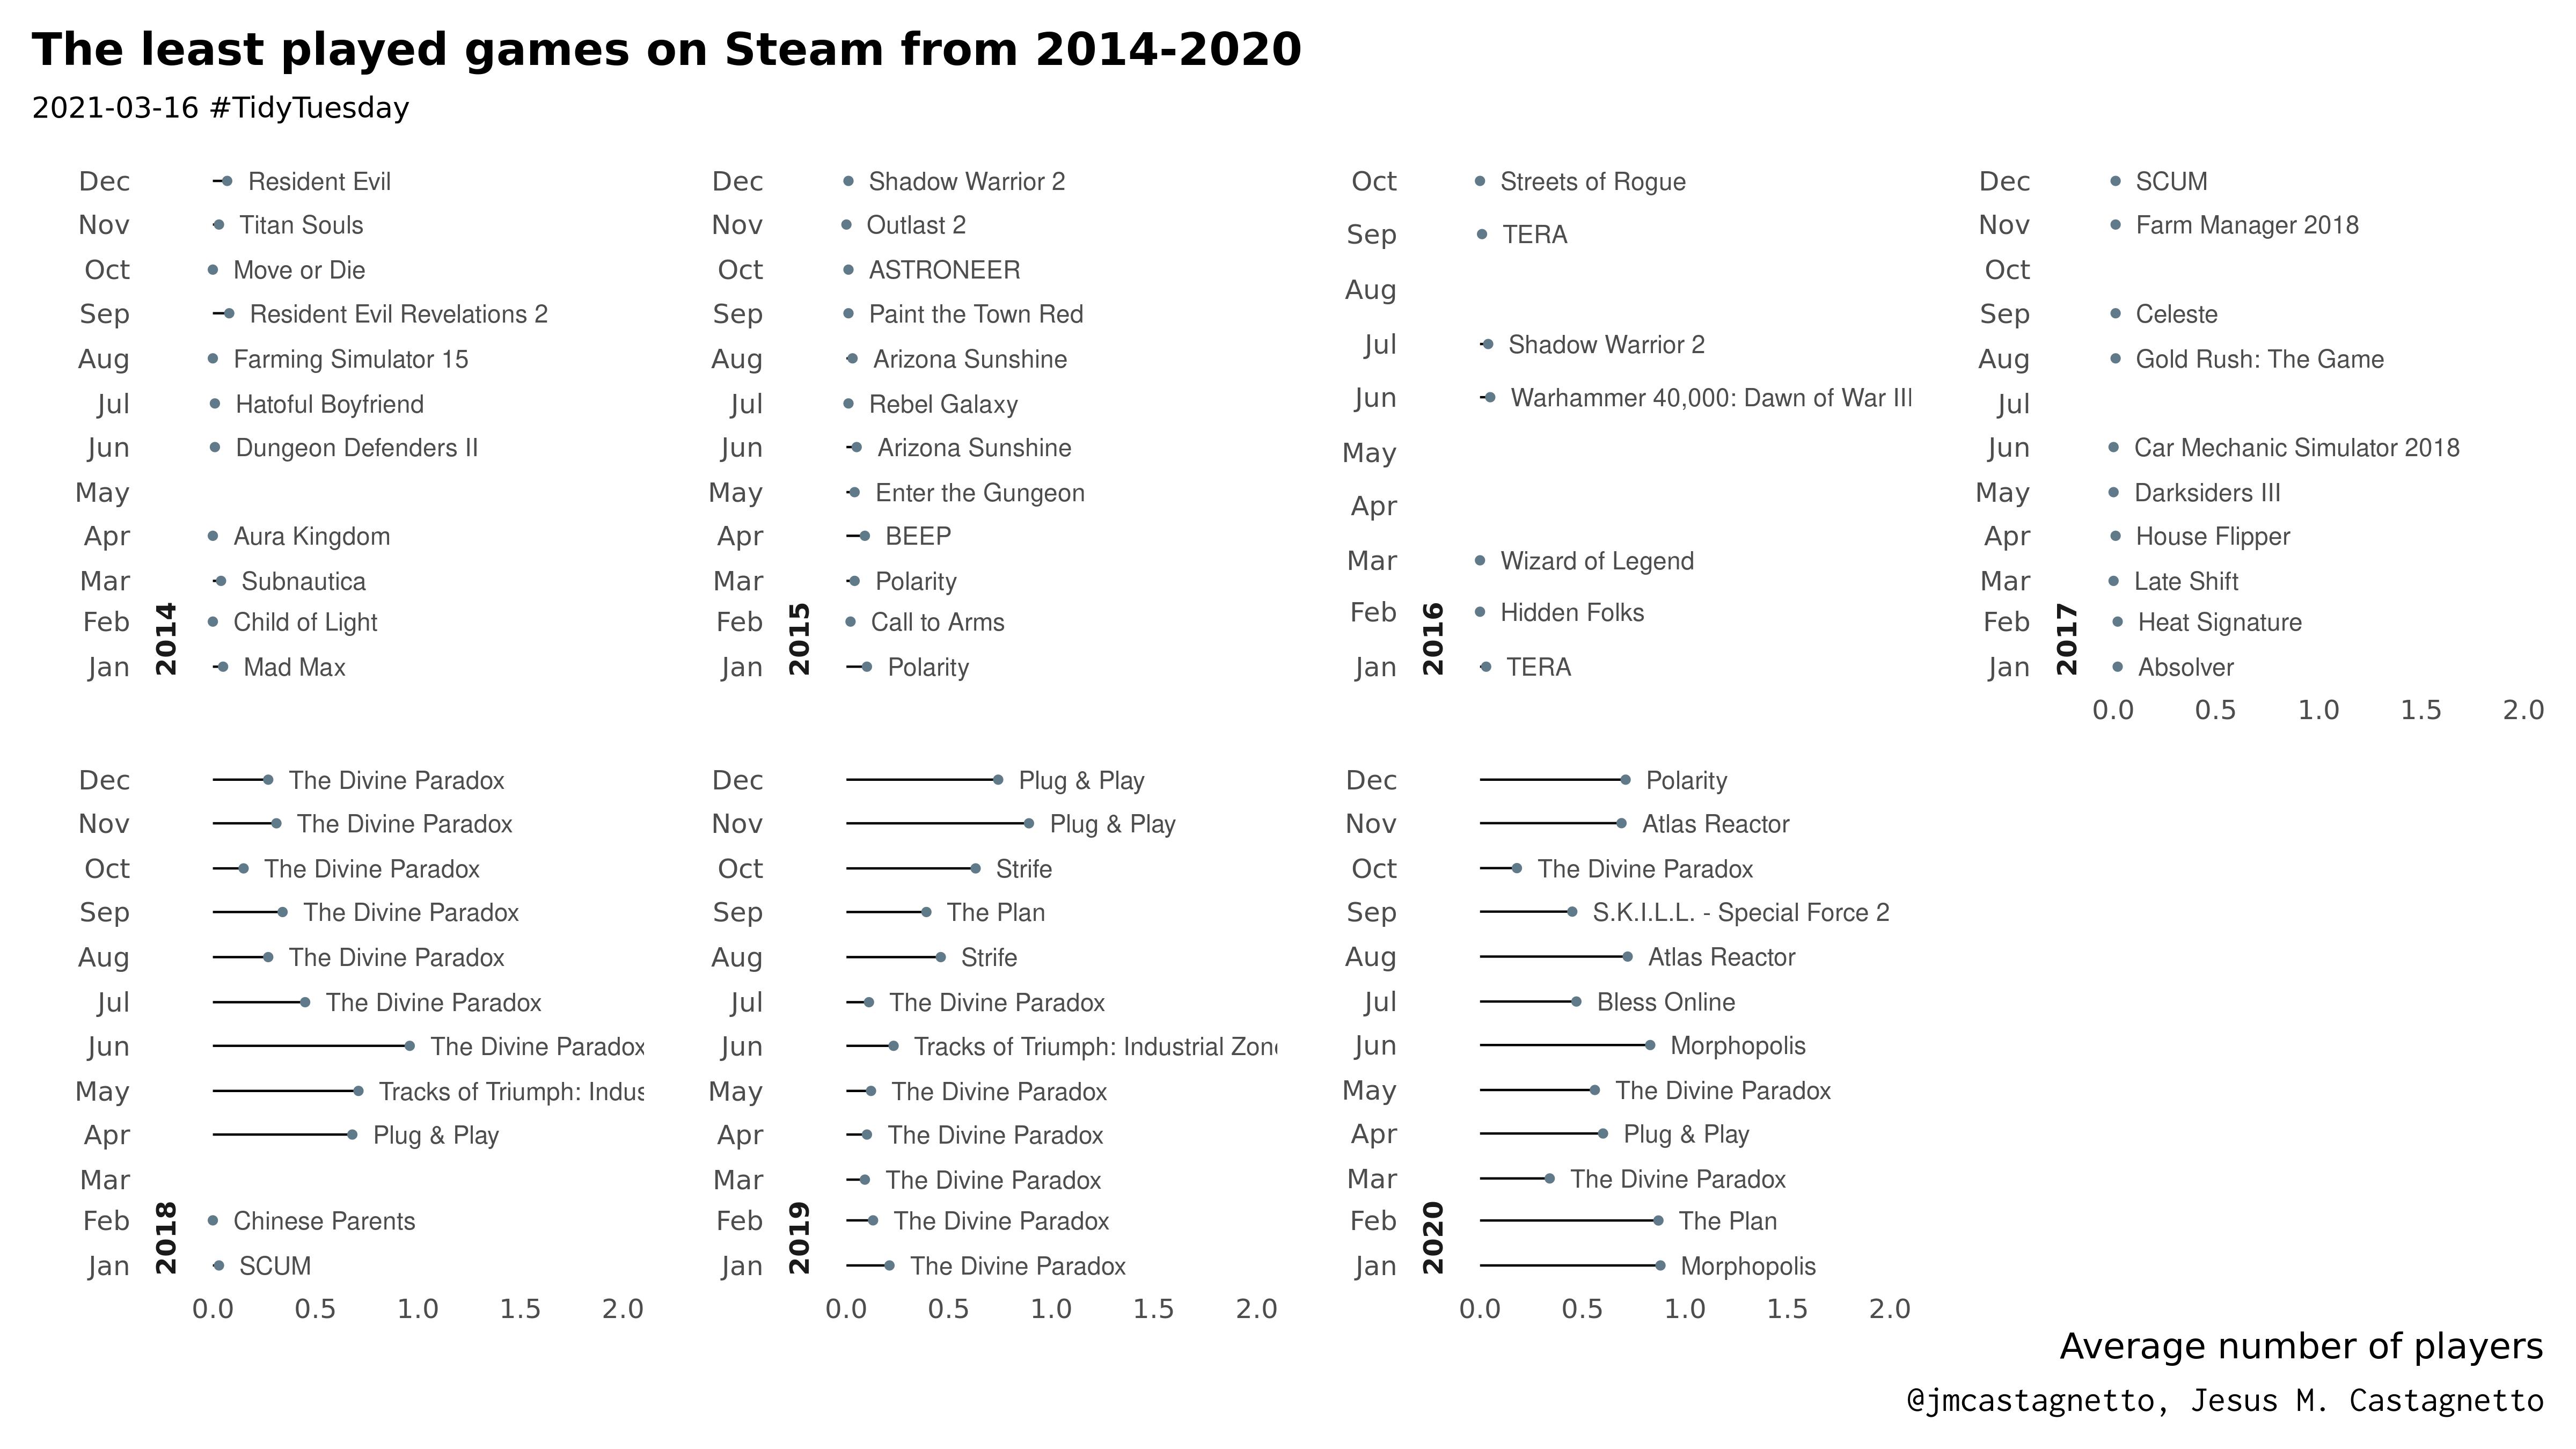 The least played games on Steam from 2014-2020
2021-03-16 #TidyTuesday
2014
Dec Resident Evil
Nov Titan Souls
Oct Move or Die
Sep Resident Evil Revelations 2
Aug Farming Simulator 15
Jul Hatoful Boyfriend
Jun Dungeon Defenders II
May
Apr Aura Kingdom
Mar Subnautica
Feb Child of Light
Jan Mad Max
2015
Dec Shadow Warrior 2
Nov Outlast 2
Oct ASTRONEER
Sep Paint the Town Red
Aug Arizona Sunshine
Jul Rebel Galaxy
Jun Arizona Sunshine
May Enter the Gungeon
Apr BEEP
Mar Polarity
Feb Call to Arms
Jan Polarity
2016
Oct Streets of Rogue
Sep TERA
Aug
Jul Shadow Warrior 2
Jun Warhammer 40,000: Dawn of War III
May
Apr
Mar Wizard of Legend
Feb Hidden Folks
Jan TERA
2017
Dec SCUM
Nov Farm Manager 2018
Oct
Sep Celeste
Aug Gold Rush: The Game
Jul
Jun Car Mechanic Simulator 2018
May Darksiders III
Apr House Flipper
Mar Late Shift
Feb Heat Signature
Jan Absolver
0.0 0.5 1.0 1.5 2.0
2018
Dec The Divine Paradox
Nov The Divine Paradox
Oct The Divine Paradox
Sep The Divine Paradox
Aug The Divine Paradox
Jul The Divine Paradox
Jun The Divine Paradox
May Tracks of Triumph: Indus
Apr Plug & Play
Mar
Feb Chinese Parents
Jan SCUM
0.0 0.5 1.0 1.5 2.0
2019
Dec Plug & Play
Nov Plug & Play
Oct Strife
Sep The Plan
Aug Strife
Jul The Divine Paradox
Jun Tracks of Triumph: Industrial Zon
May The Divine Paradox
Apr The Divine Paradox
Mar The Divine Paradox
Feb The Divine Paradox
Jan The Divine Paradox
0.0 0.5 1.0 1.5 2.0
2020
Dec Polarity
Nov Atlas Reactor
Oct The Divine Paradox
Sep S.K.I.L.L. - Special Force 2
Aug Atlas Reactor
Jul Bless Online
Jun Morphopolis
May The Divine Paradox
Apr Plug & Play
Mar The Divine Paradox
Feb The Plan
Jan Morphopolis
0.0 0.5 1.0 1.5 2.0
Average number of players
@jmcastagnetto, Jesus M. Castagnetto